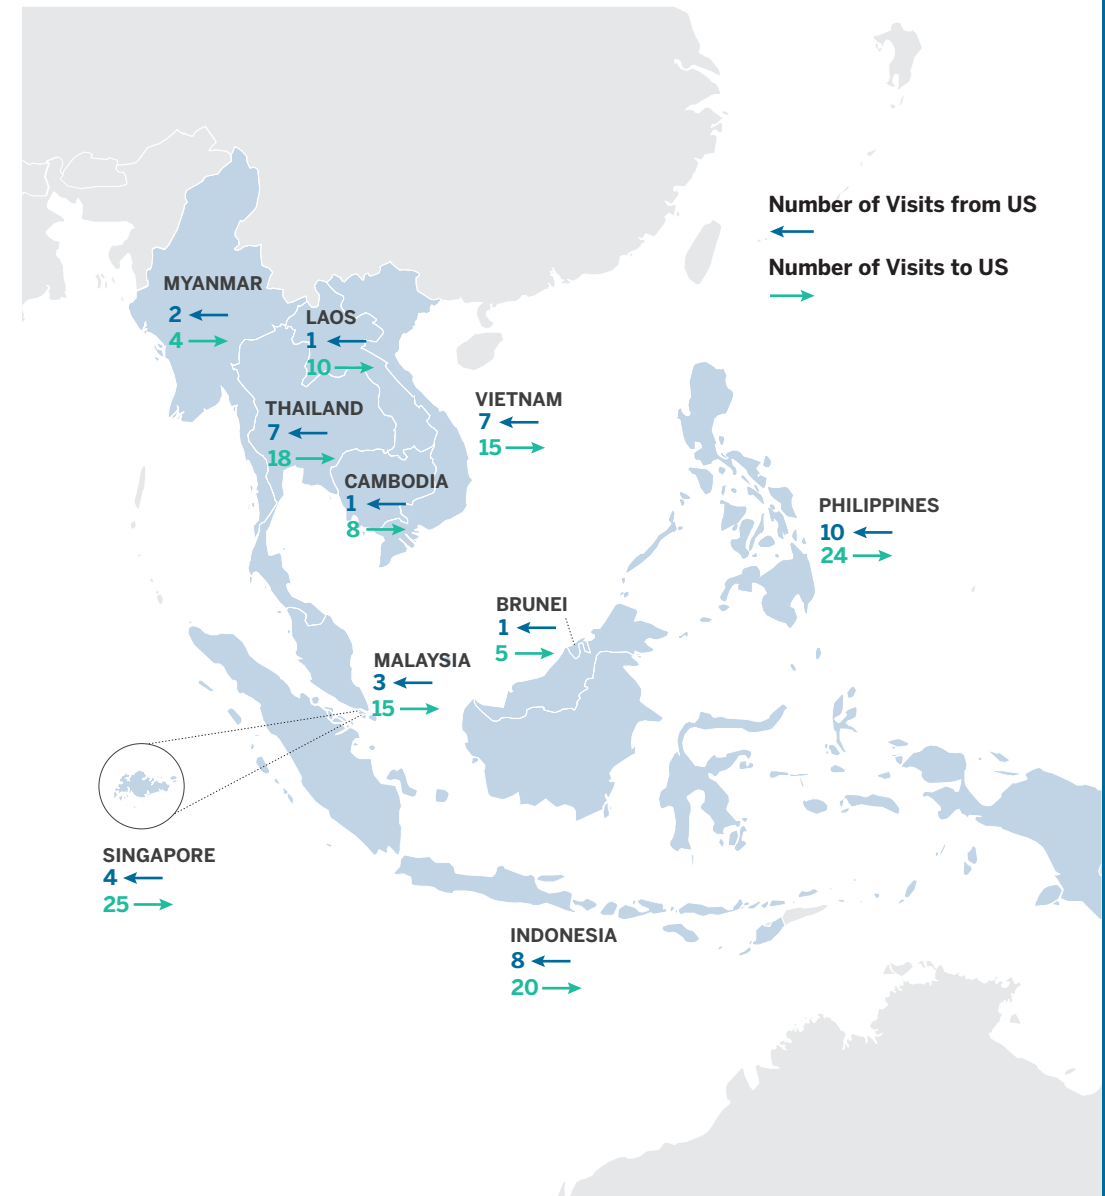 Number of Visits from US
Number of Visits to US
MYANMAR
2
4
LAOS
1
10
THAILAND
7
18
VIETNAM
7
15
CAMBODIA
1
8
PHILIPPINES
10
24
BRUNEI
1
5
MALAYSIA
3
15
SINGAPORE
4
25
INDONESIA
8
20